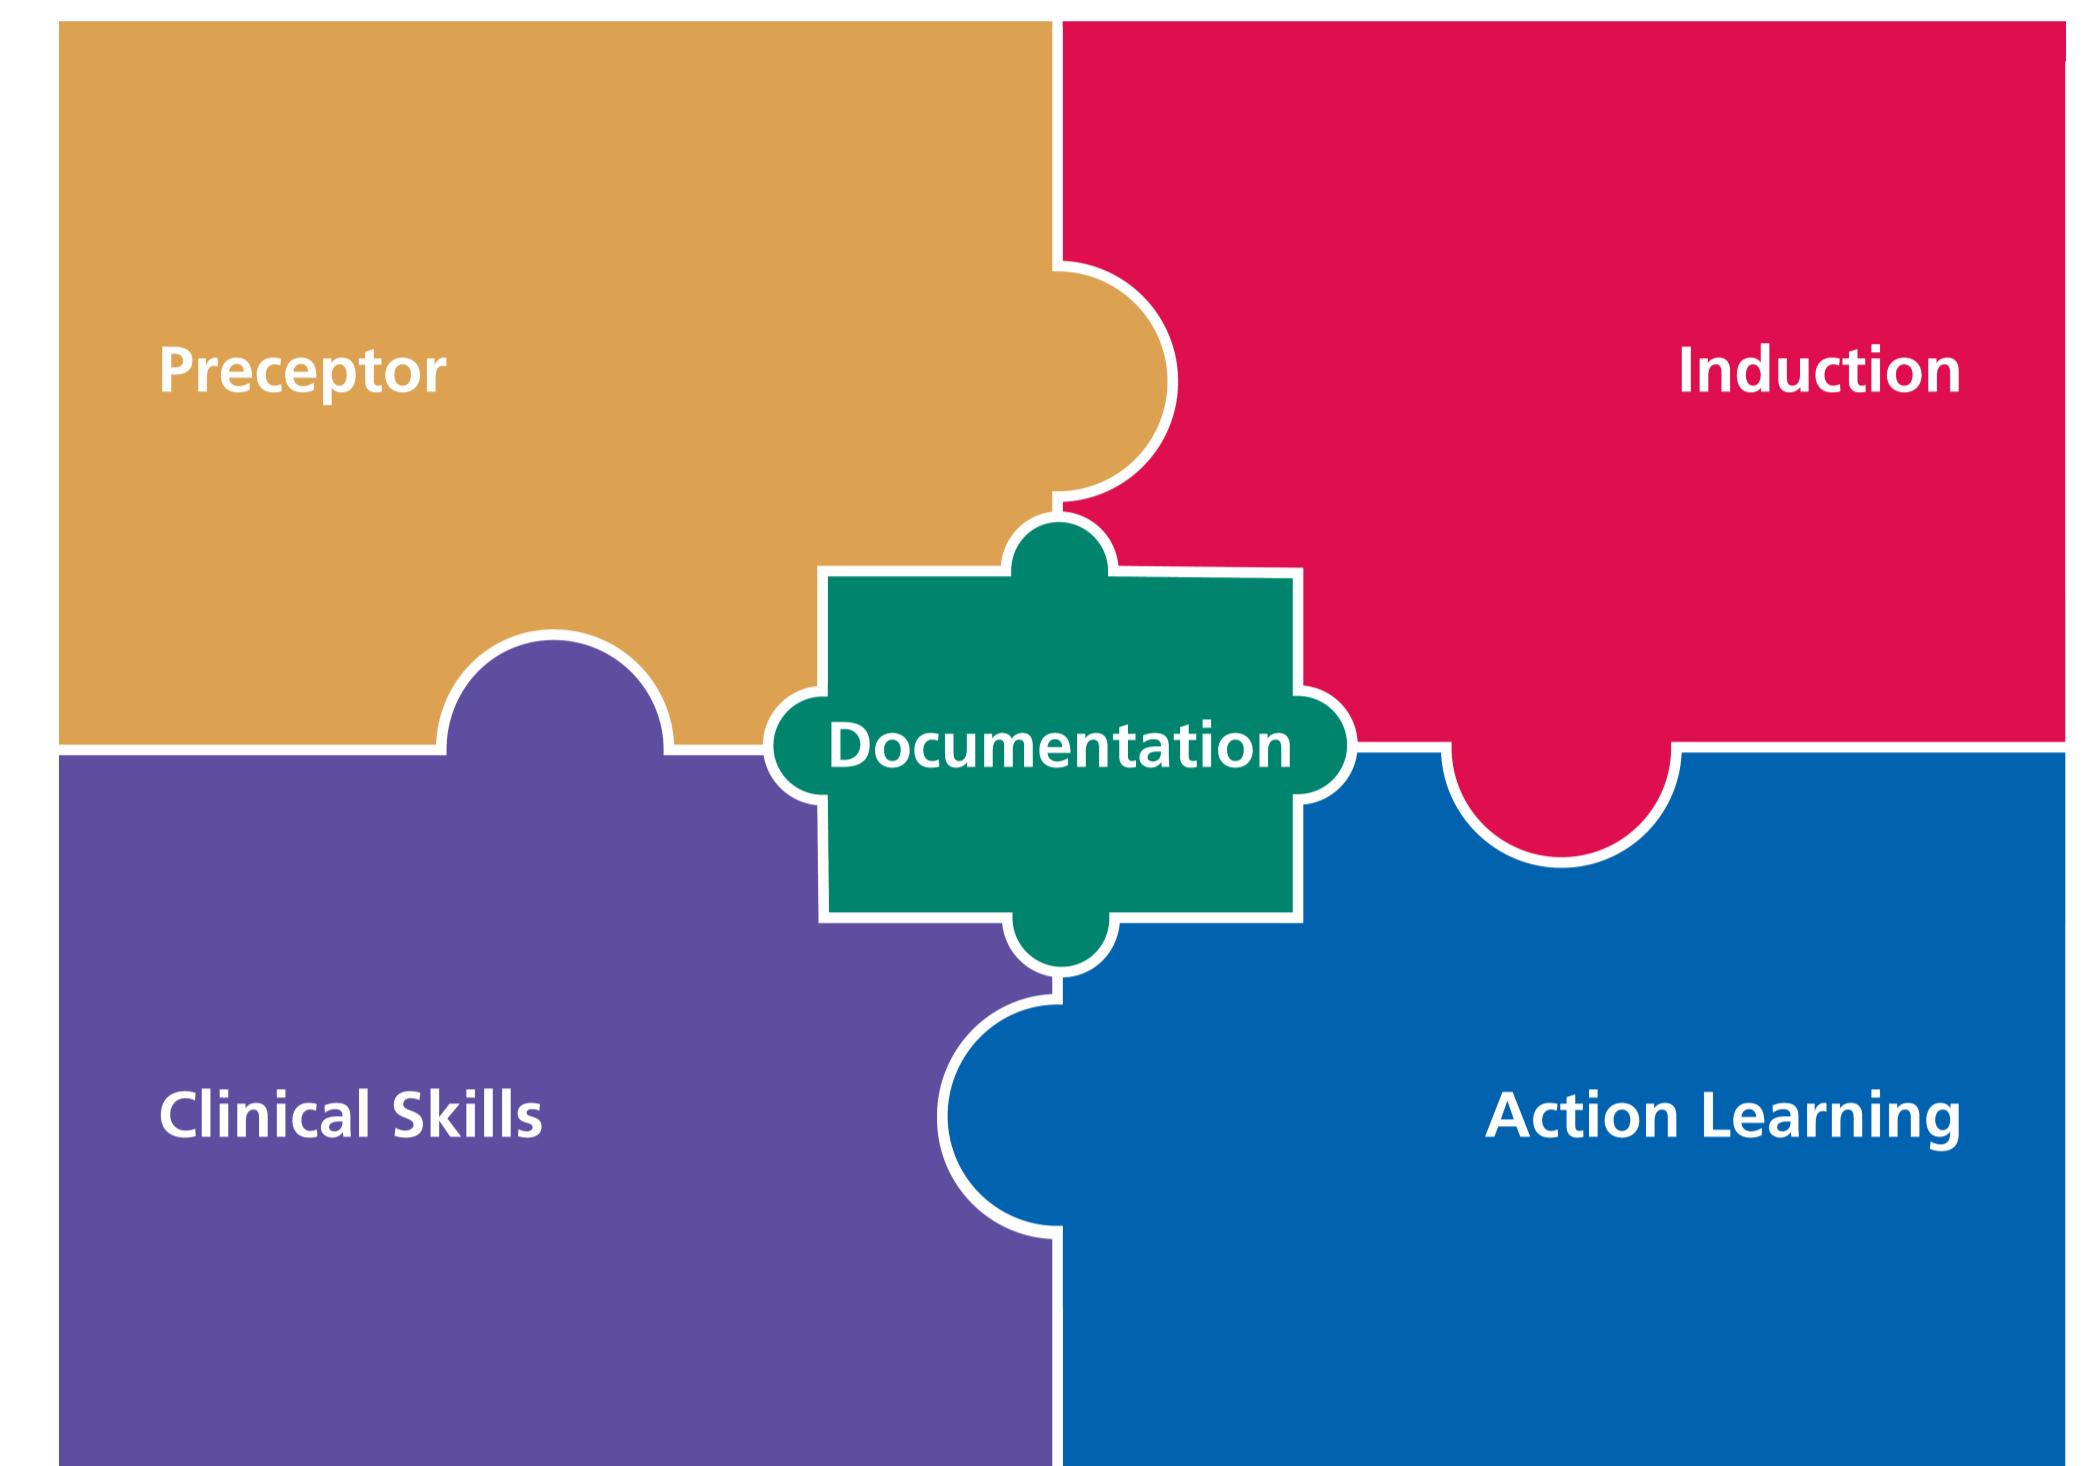 Preceptor
Induction
Documentation
Clinical Skills
Action Learning